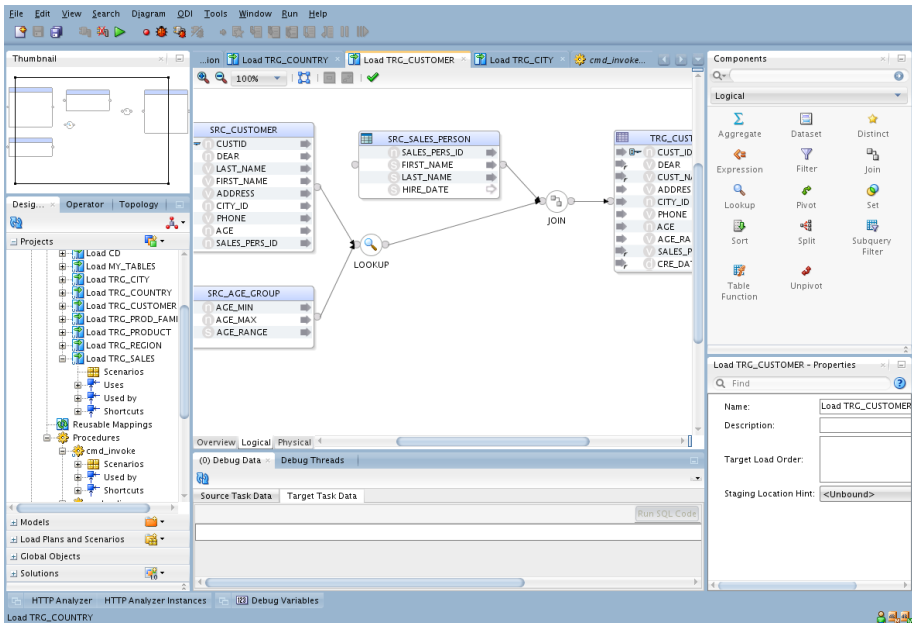 File Edit View Search Diagram ODI Tools Window Run Help
Thumbnail
...ion Load TRG_COUNTRY Load TRG_CUSTOMER Load TRG_CITY cmd_invoke...
100%
SRC_CUSTOMER
CUSTID
DEAR
LAST_NAME
FIRST_NAME
ADDRESS
CITY_ID
PHONE
AGE
SALES_PERS_ID
SRC_SALES_PERSON
SALES_PERS_ID
FIRST_NAME
LAST_NAME
HIRE_DATE
TRG_CUST
CUST_ID
DEAR
CUST_NA
ADDRES
CITY_ID
PHONE
AGE
AGE_RA
SALES_P
CRE_DAT
JOIN
LOOKUP
SRC_AGE_GROUP
AGE_MIN
AGE_MAX
AGE_RANGE
Overview Logical Physical
Desig... Operator Topology
Projects
Load CD
Load MY_TABLES
Load TRG_CITY
Load TRG_COUNTRY
Load TRG_CUSTOMER
Load TRG_PROD_FAMI
Load TRG_PRODUCT
Load TRG_REGION
Load TRG_SALES
Scenarios
Uses
Used by
Shortcuts
Reusable Mappings
Procedures
cmd_invoke
Scenarios
Used by
Shortcuts
Models
Load Plans and Scenarios
Global Objects
Solutions
(0) Debug Data Debug Threads
Source Task Data Target Task Data
Run SQL Code
Components
Logical
Aggregate Dataset Distinct
Expression Filter Join
Lookup Pivot Set
Sort Split Subquery Filter
Table Function Unpivot
Load TRG_CUSTOMER - Properties
Find
Name: Load TRG_CUSTOMER
Description:
Target Load Order:
Staging Location Hint: <Unbound>
HTTP Analyzer HTTP Analyzer Instances Debug Variables
Load TRG_COUNTRY